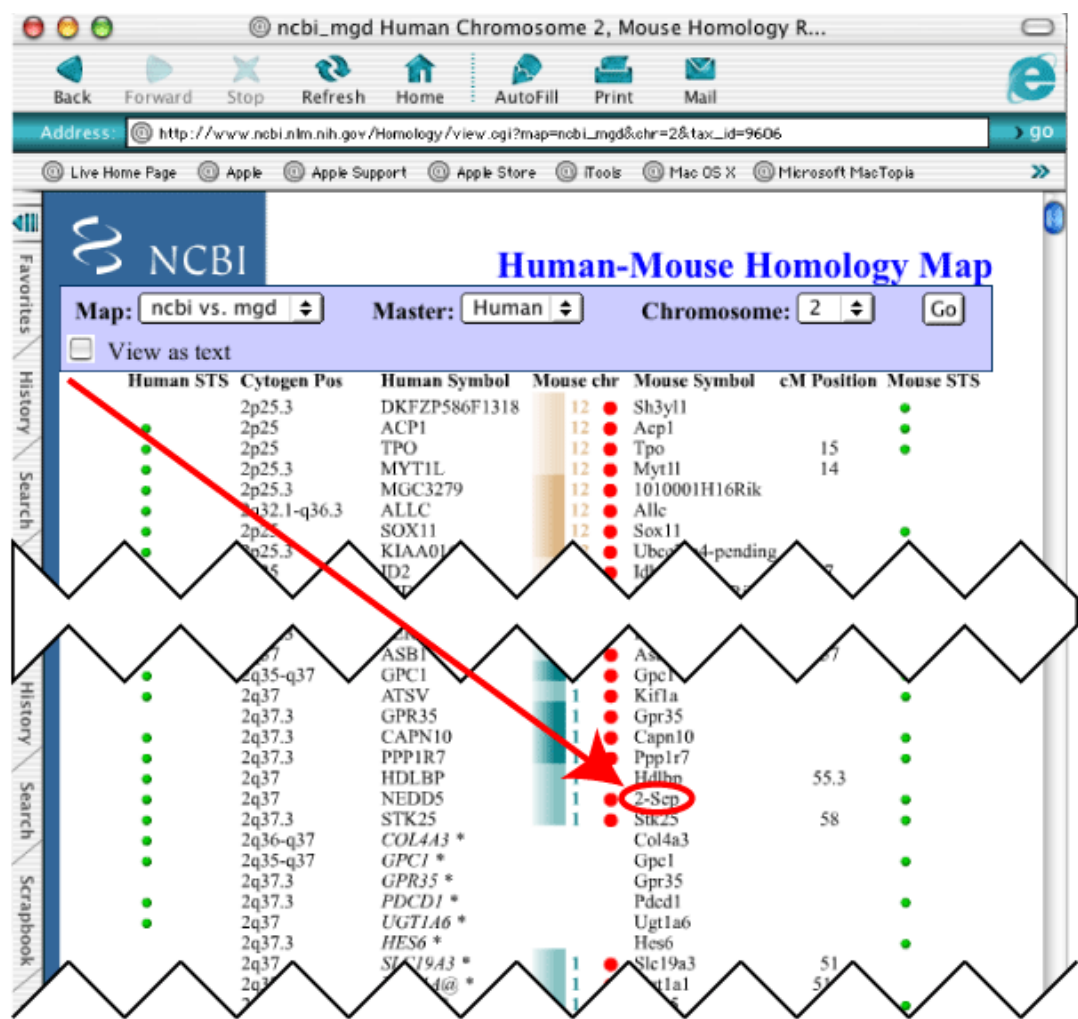 ncbi_mgd Human Chromosome 2, Mouse Homology R...
Back Forward Stop Refresh Home AutoFill Print Mail
Address: http://www.ncbi.nlm.nih.gov/Homology/view.cgi?map=ncbi_mgd&chr=2&tax_id=9606 go
Live Home Page Apple Apple Support Apple Store iTools Mac OS X Microsoft MacTopia
Favorites
History
Search
History
Search
Scrapbook
NCBI
Human-Mouse Homology Map
Map: ncbi vs. mgd Master: Human Chromosome: 2 Go
View as text
Human STS Cytogen Pos Human Symbol Mouse chr Mouse Symbol cM Position Mouse STS
2p25.3 DKFZP586F1318 12 Sh3yl1
2p25 ACP1 12 Acp1
2p25 TPO 12 Tpo 15
2p25.3 MYT1L 12 Myt1l 14
2p25.3 MGC3279 12 1010001H16Rik
2q32.1-q36.3 ALLC 12 Allc
2p25 SOX11 12 Sox11
2p25.3 -pending
ID2
ASB1
2q35-q37 GPC1 Gpc1
2q37 ATSV 1 Kif1a
2q37.3 GPR35 1 Gpr35
2q37.3 CAPN10 1 Capn10
2q37.3 PPP1R7 1 Ppp1r7
2q37 HDLBP 1 Hdlbp 55.3
2q37 NEDD5 1 2-Sep
2q37.3 STK25 1 Stk25 58
2q36-q37 COL4A3 * Col4a3
2q35-q37 GPC1 * Gpc1
2q37.3 GPR35 * Gpr35
2q37.3 PDCD1 * Pdcd1
2q37 UGT1A6 * Ugt1a6
2q37.3 HES6 * Hes6
2q37 SLC19A3 * 1 Slc19a3 51
1